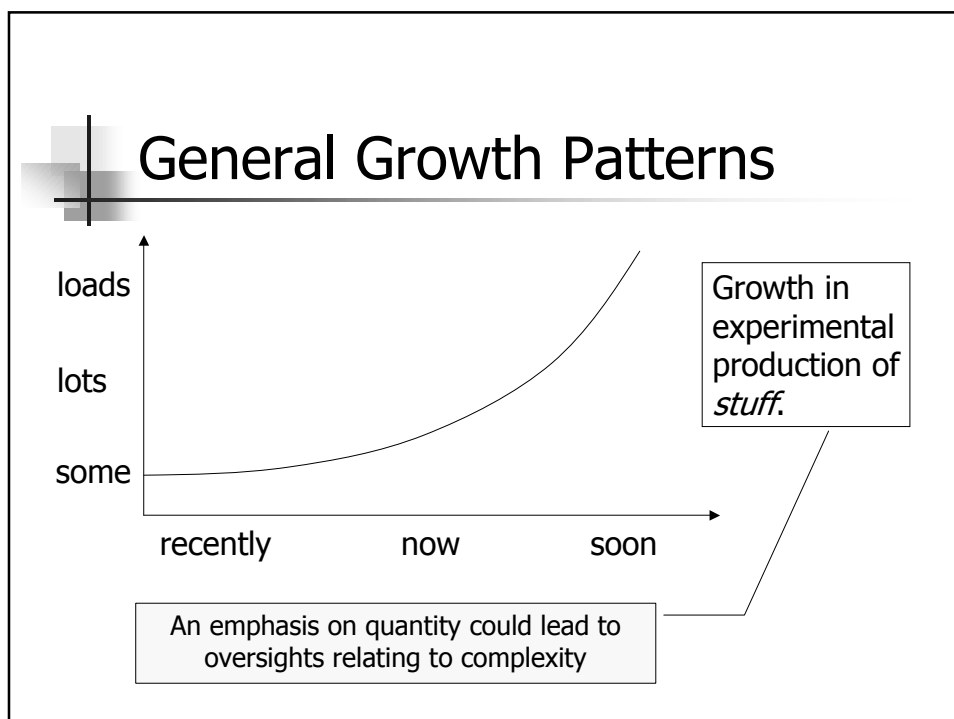 General Growth Patterns
loads
lots
some
recently now soon
Growth in
experimental
production of
stuff.
An emphasis on quantity could lead to
oversights relating to complexity